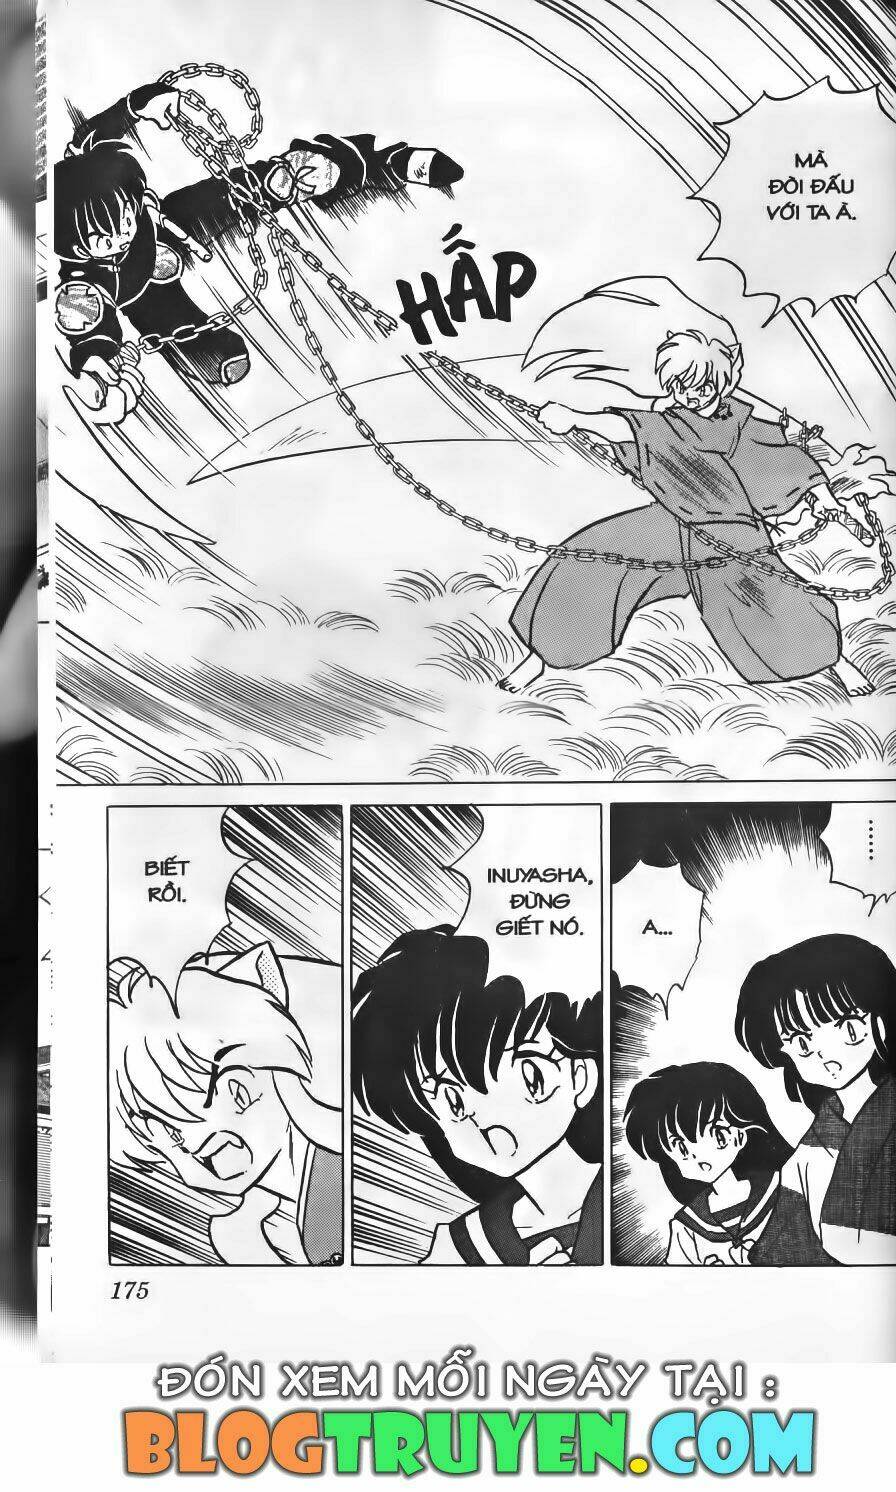 MÀ
ĐÒI ĐẤU
VỚI TA À.
HẤP
........
A...
INUYASHA,
ĐỪNG
GIẾT NÓ.
BIẾT
RỒI.
175
ĐÓN XEM MỖI NGÀY TẠI :
BLOGTRUYEN.COM